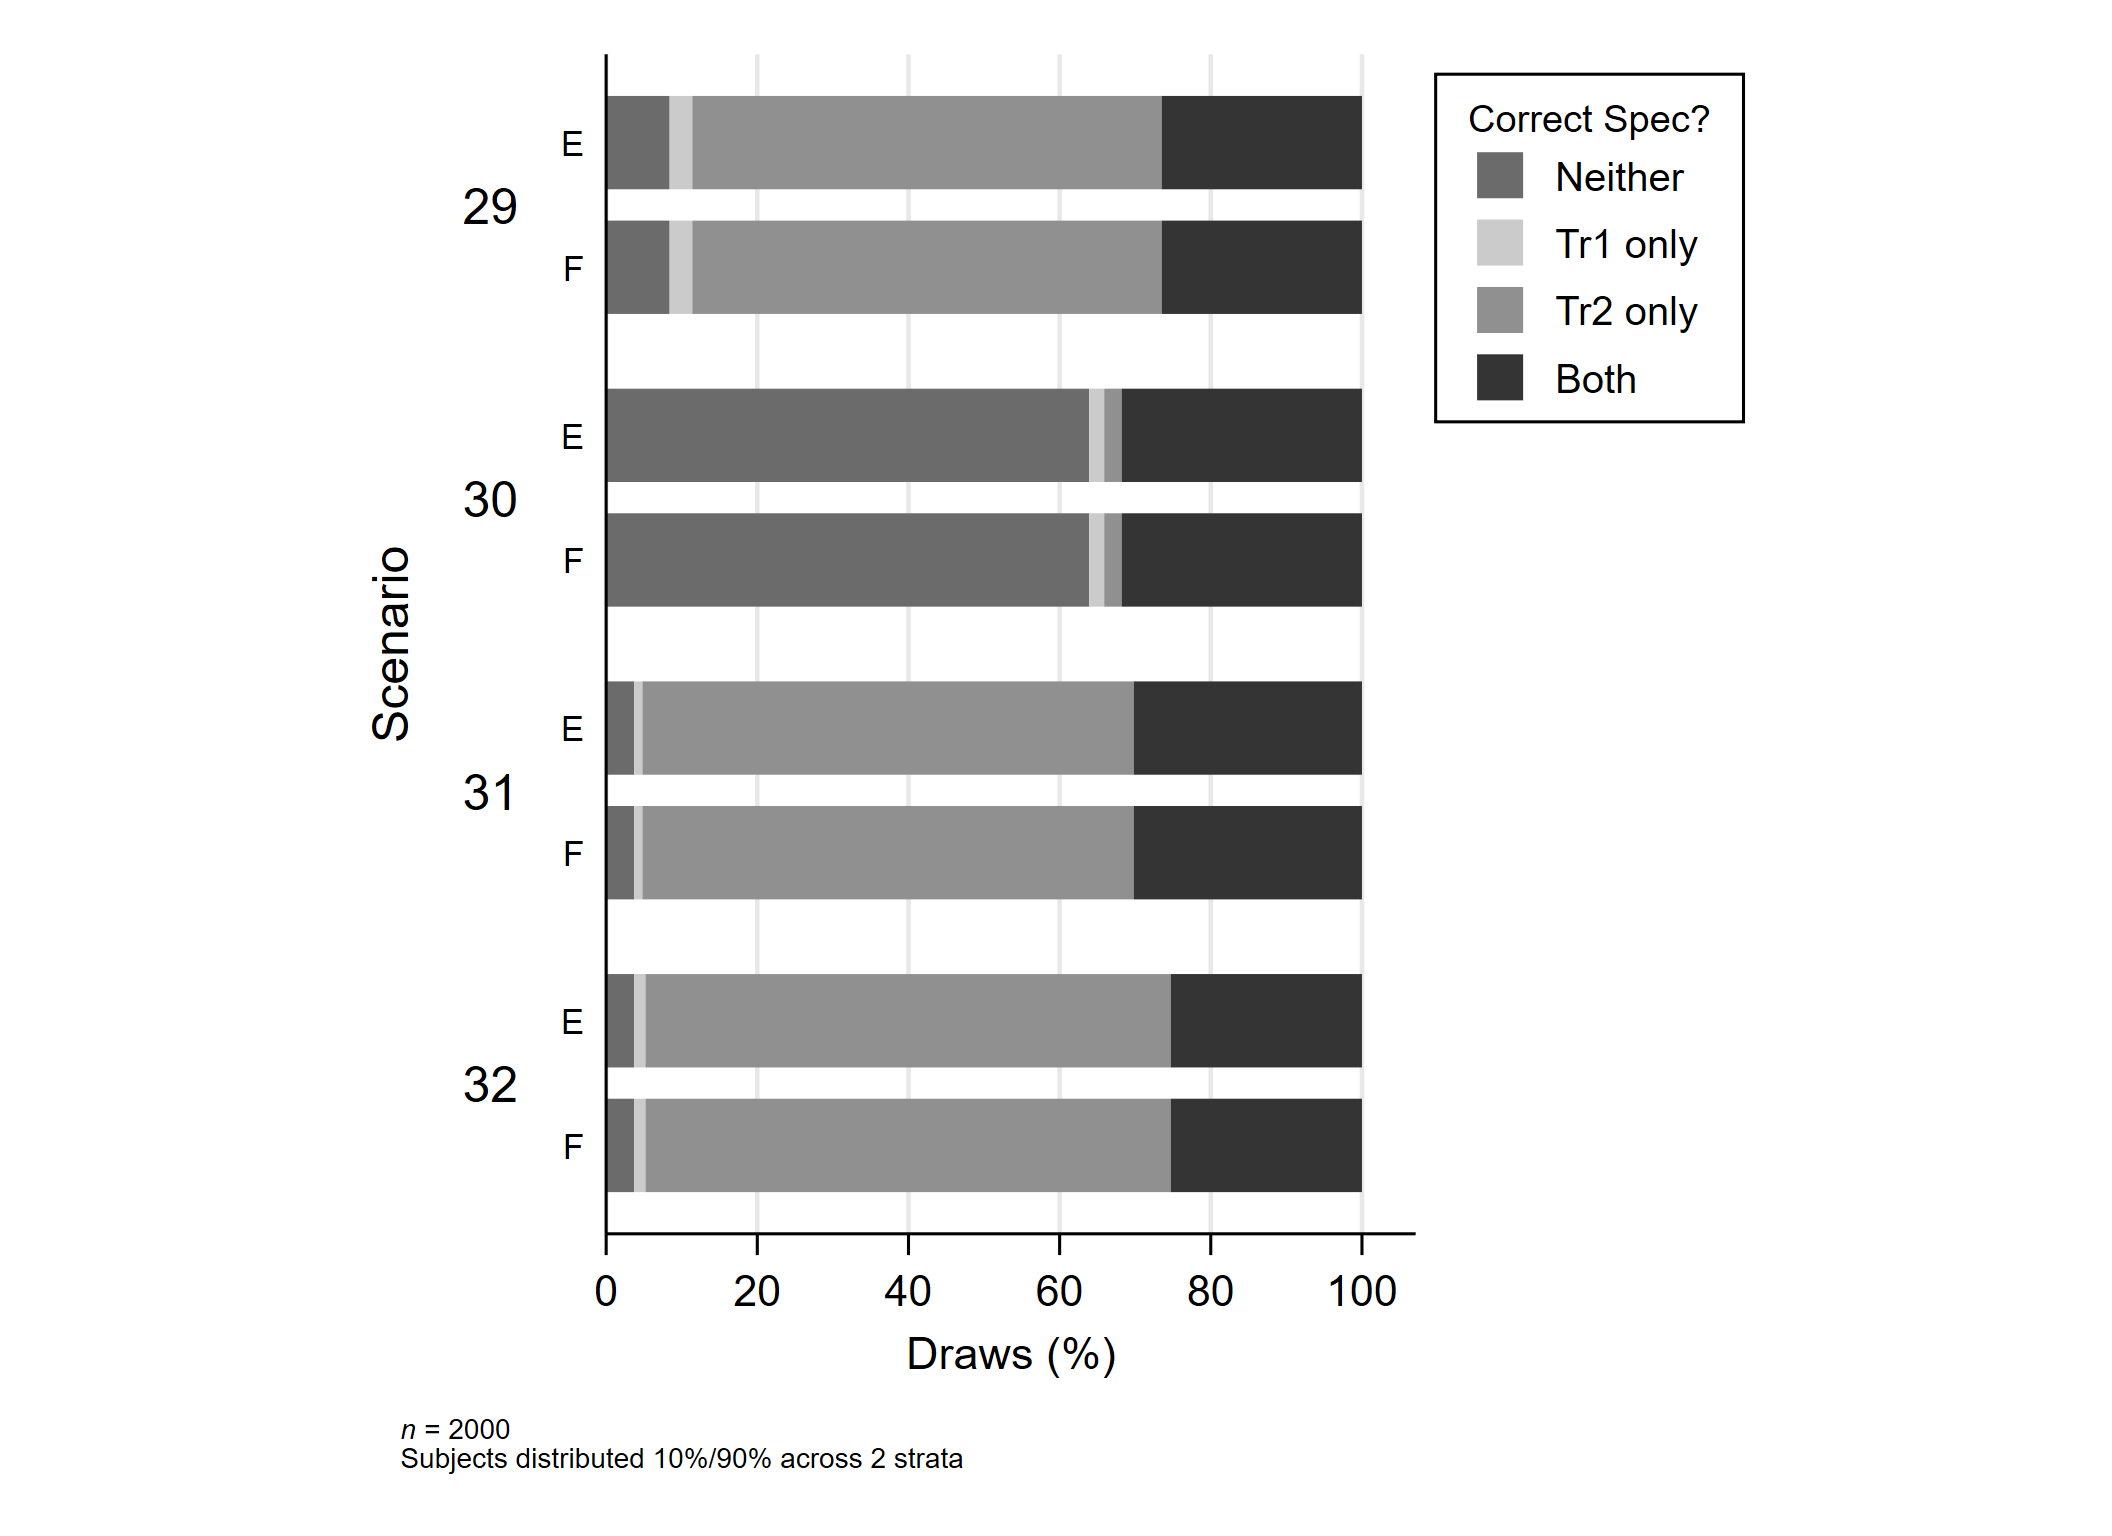 Correct Spec?
Neither
Tr1 only
Tr2 only
Both
Scenario
29
E
F
30
E
F
31
E
F
32
E
F
0 20 40 60 80 100
Draws (%)
n = 2000
Subjects distributed 10%/90% across 2 strata